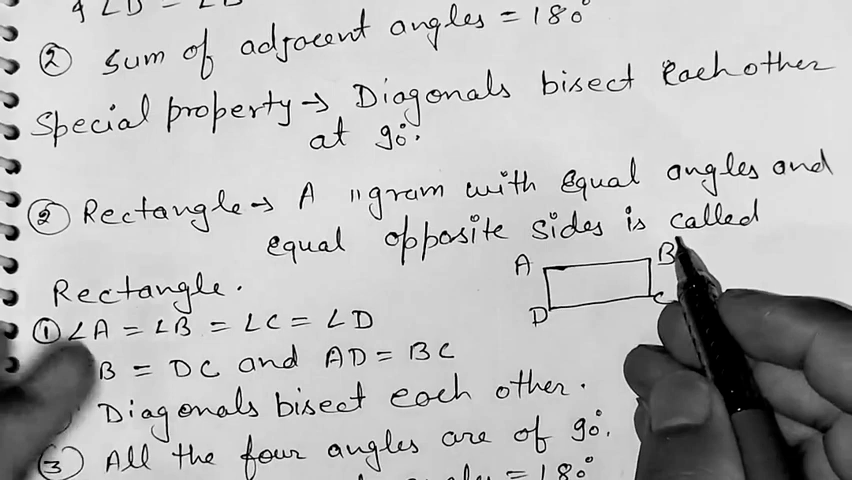 & ∠D = ∠B
② Sum of adjacent angles = 180°
Special property → Diagonals bisect each other
at 90°.
② Rectangle → A ||gram with equal angles and
equal opposite sides is called
Rectangle.
A B
D C
① ∠A = ∠B = ∠C = ∠D
B = DC and AD = BC
Diagonals bisect each other.
③ All the four angles are of 90°.
= 180°